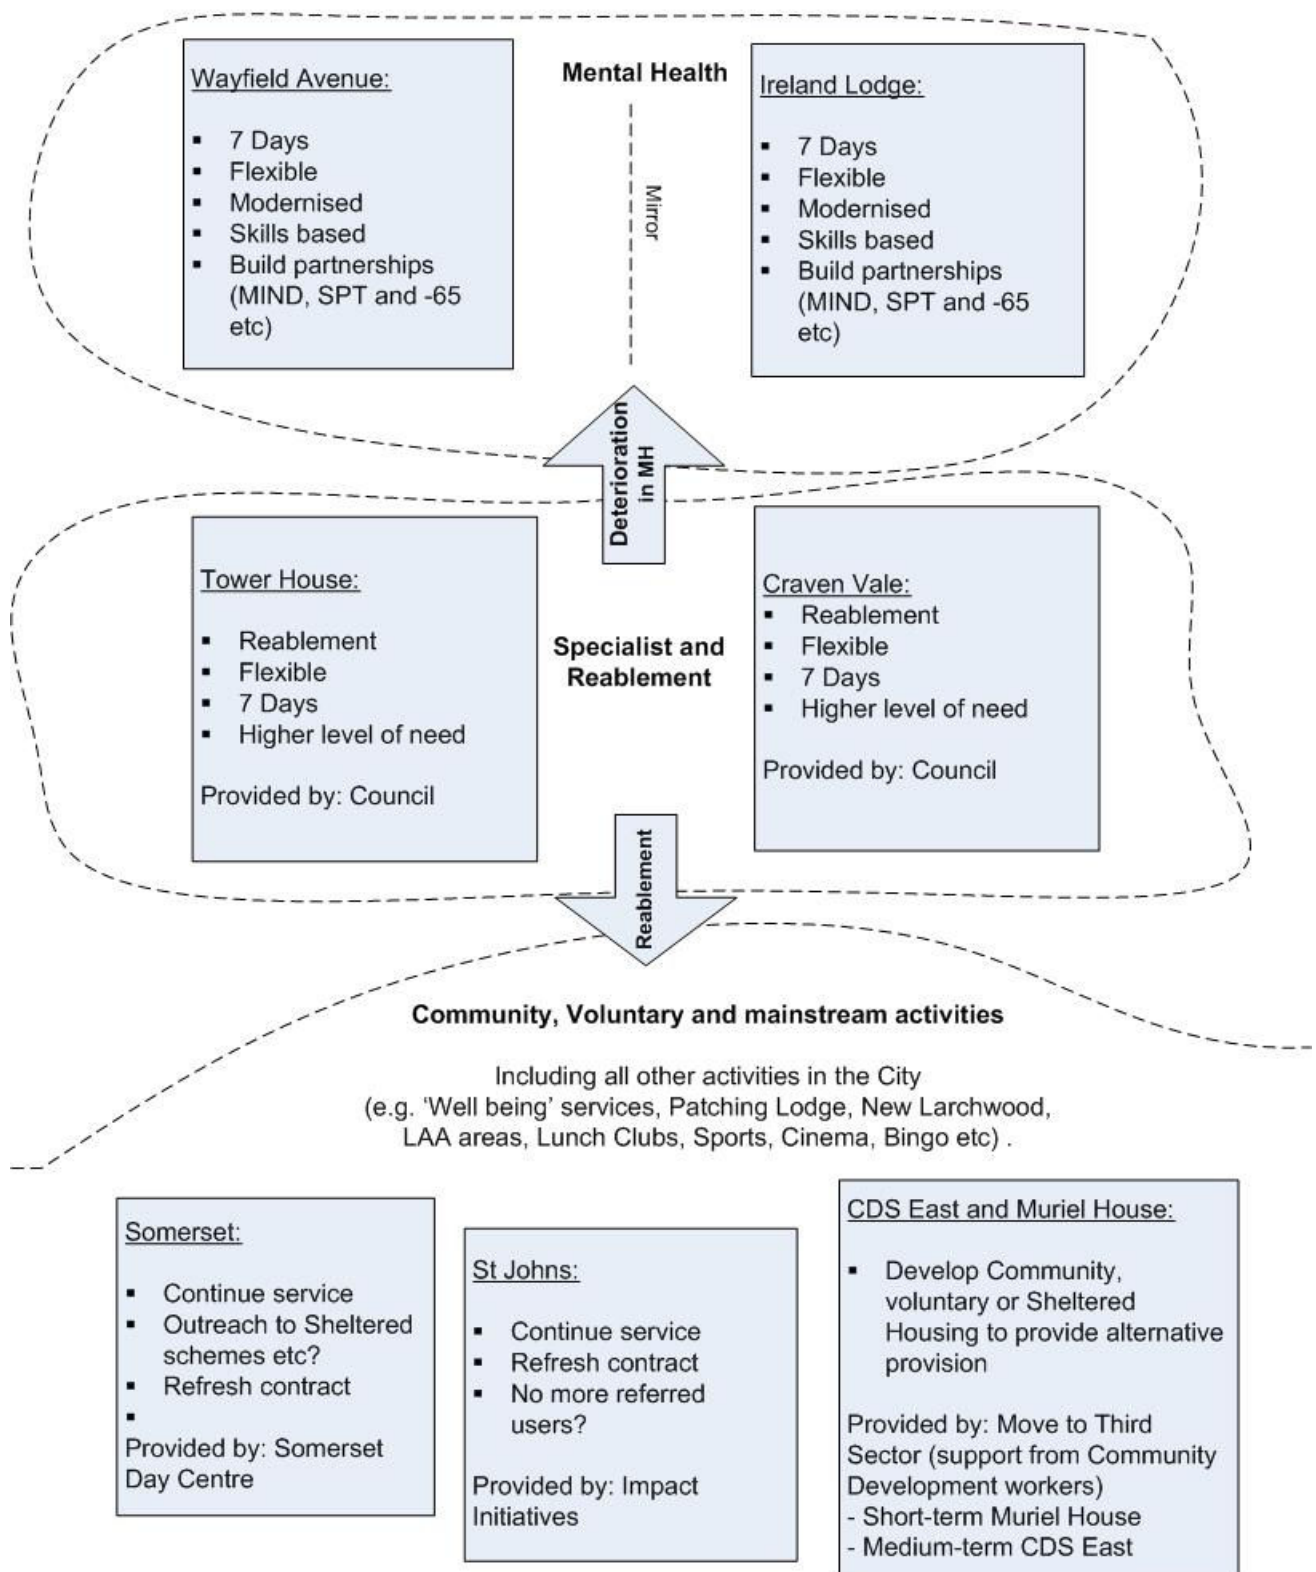 Wayfield Avenue:
▪ 7 Days
▪ Flexible
▪ Modernised
▪ Skills based
▪ Build partnerships
(MIND, SPT and -65
etc)
Mental Health
Mirror
Ireland Lodge:
▪ 7 Days
▪ Flexible
▪ Modernised
▪ Skills based
▪ Build partnerships
(MIND, SPT and -65
etc)
Deterioration
in MH
Tower House:
▪ Reablement
▪ Flexible
▪ 7 Days
▪ Higher level of need
Provided by: Council
Specialist and
Reablement
Craven Vale:
▪ Reablement
▪ Flexible
▪ 7 Days
▪ Higher level of need
Provided by: Council
Reablement
Community, Voluntary and mainstream activities
Including all other activities in the City
(e.g. ‘Well being’ services, Patching Lodge, New Larchwood,
LAA areas, Lunch Clubs, Sports, Cinema, Bingo etc) .
Somerset:
▪ Continue service
▪ Outreach to Sheltered
schemes etc?
▪ Refresh contract
▪
Provided by: Somerset
Day Centre
St Johns:
▪ Continue service
▪ Refresh contract
▪ No more referred
users?
Provided by: Impact
Initiatives
CDS East and Muriel House:
▪ Develop Community,
voluntary or Sheltered
Housing to provide alternative
provision
Provided by: Move to Third
Sector (support from Community
Development workers)
- Short-term Muriel House
- Medium-term CDS East